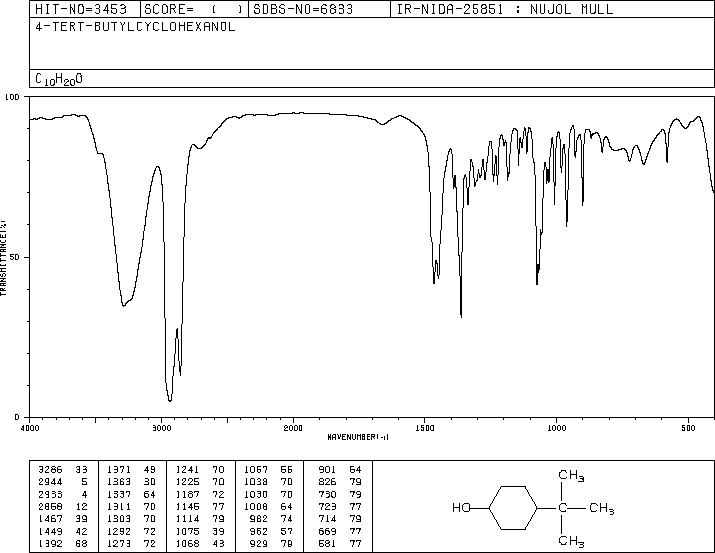 HIT-NO=3453 SCORE= ( ) SDBS-NO=6833 IR-NIDA-25851 : NUJOL MULL
4-TERT-BUTYLCYCLOHEXANOL
C10H20O
100
TRANSMITTANCE(%)
50
0
4000 3000 2000 1500 1000 500
WAVENUMBER(-1)
3286 33 1371 49 1241 70 1057 55 901 64
2944 5 1363 30 1225 70 1038 70 826 79
2933 4 1337 64 1187 72 1030 70 730 79
2858 12 1311 70 1145 77 1008 64 723 77
1467 39 1303 70 1114 79 982 74 714 79
1449 42 1292 72 1075 39 962 57 669 77
1392 68 1273 72 1068 43 929 79 581 77
CH3
HO C CH3
CH3